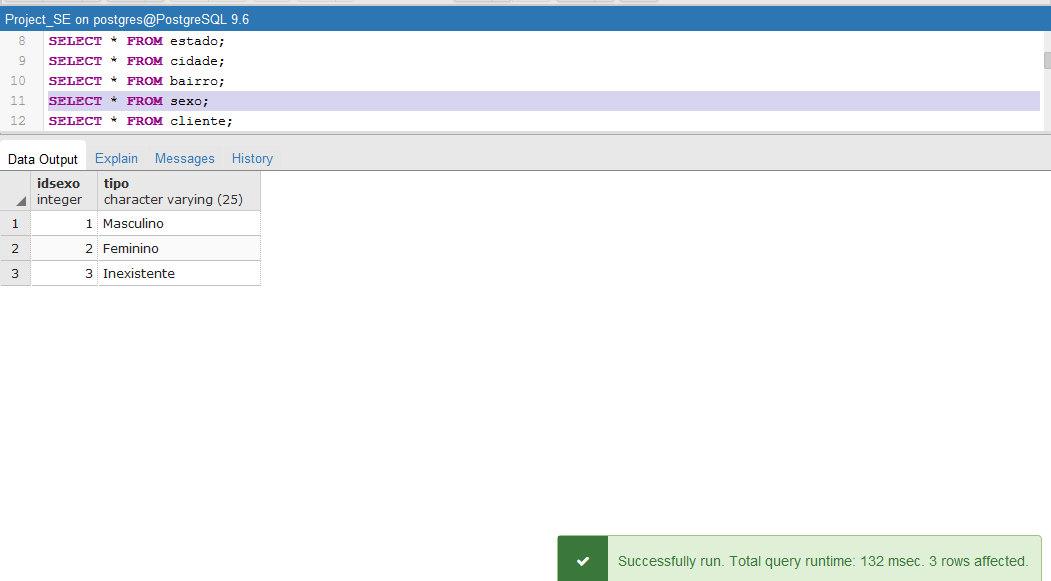 Project_SE on postgres@PostgreSQL 9.6
8 SELECT * FROM estado;
9 SELECT * FROM cidade;
10 SELECT * FROM bairro;
11 SELECT * FROM sexo;
12 SELECT * FROM cliente;
Data Output Explain Messages History
idsexo tipo
integer character varying (25)
1 1 Masculino
2 2 Feminino
3 3 Inexistente
Successfully run. Total query runtime: 132 msec. 3 rows affected.